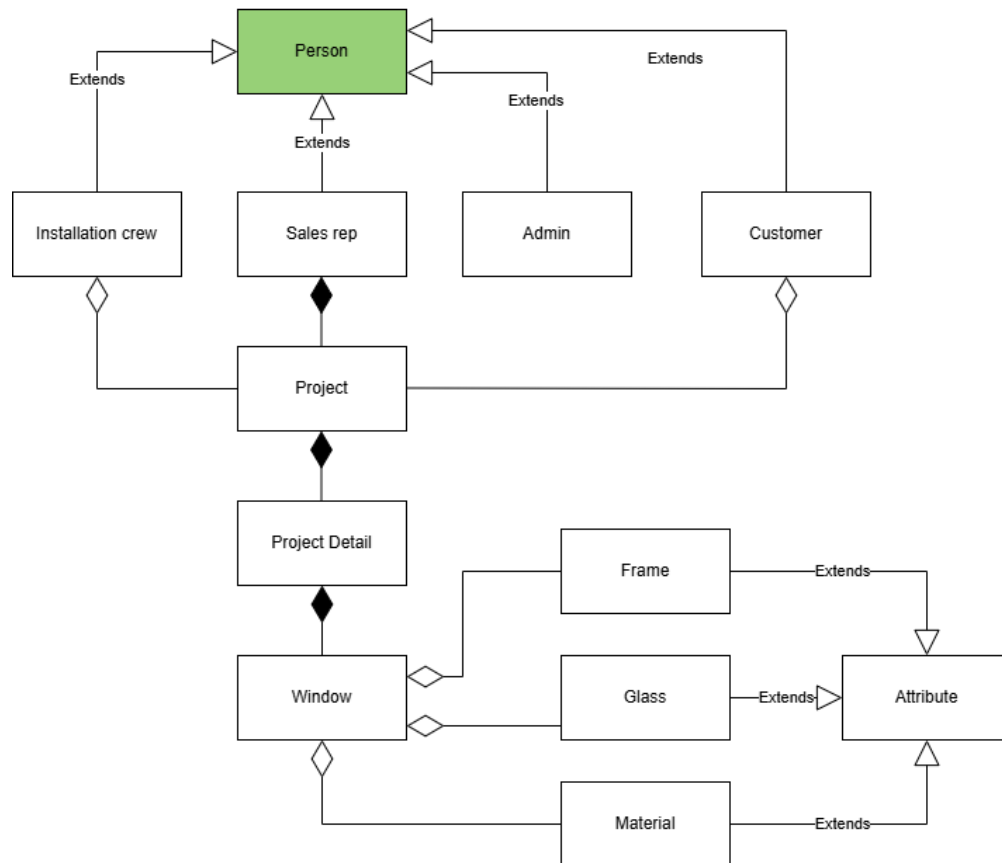 Person
Extends
Extends
Extends
Extends
Installation crew
Sales rep
Admin
Customer
Project
Project Detail
Frame
Extends
Window
Glass
Extends
Attribute
Material
Extends